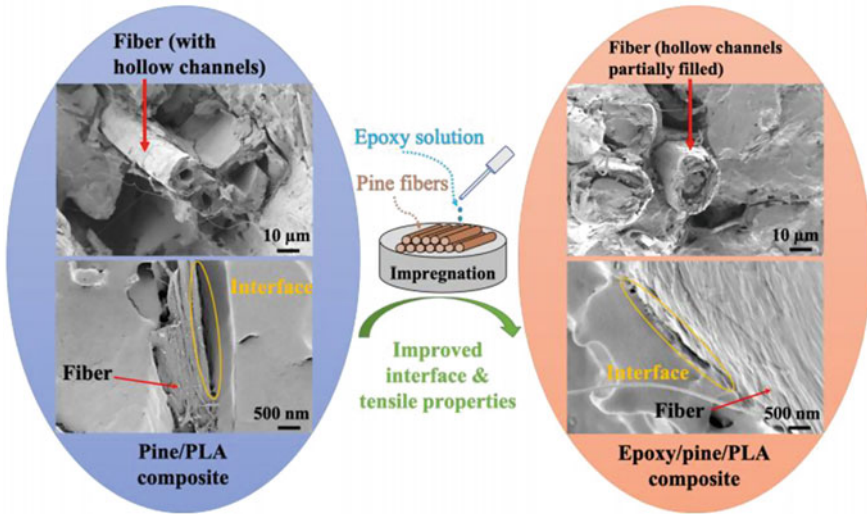 Fiber (with
hollow channels)
10 μm
Interface
Fiber
500 nm
Pine/PLA
composite
Epoxy solution
Pine fibers
Impregnation
Improved
interface &
tensile properties
Fiber (hollow channels
partially filled)
10 μm
Interface
Fiber
500 nm
Epoxy/pine/PLA
composite